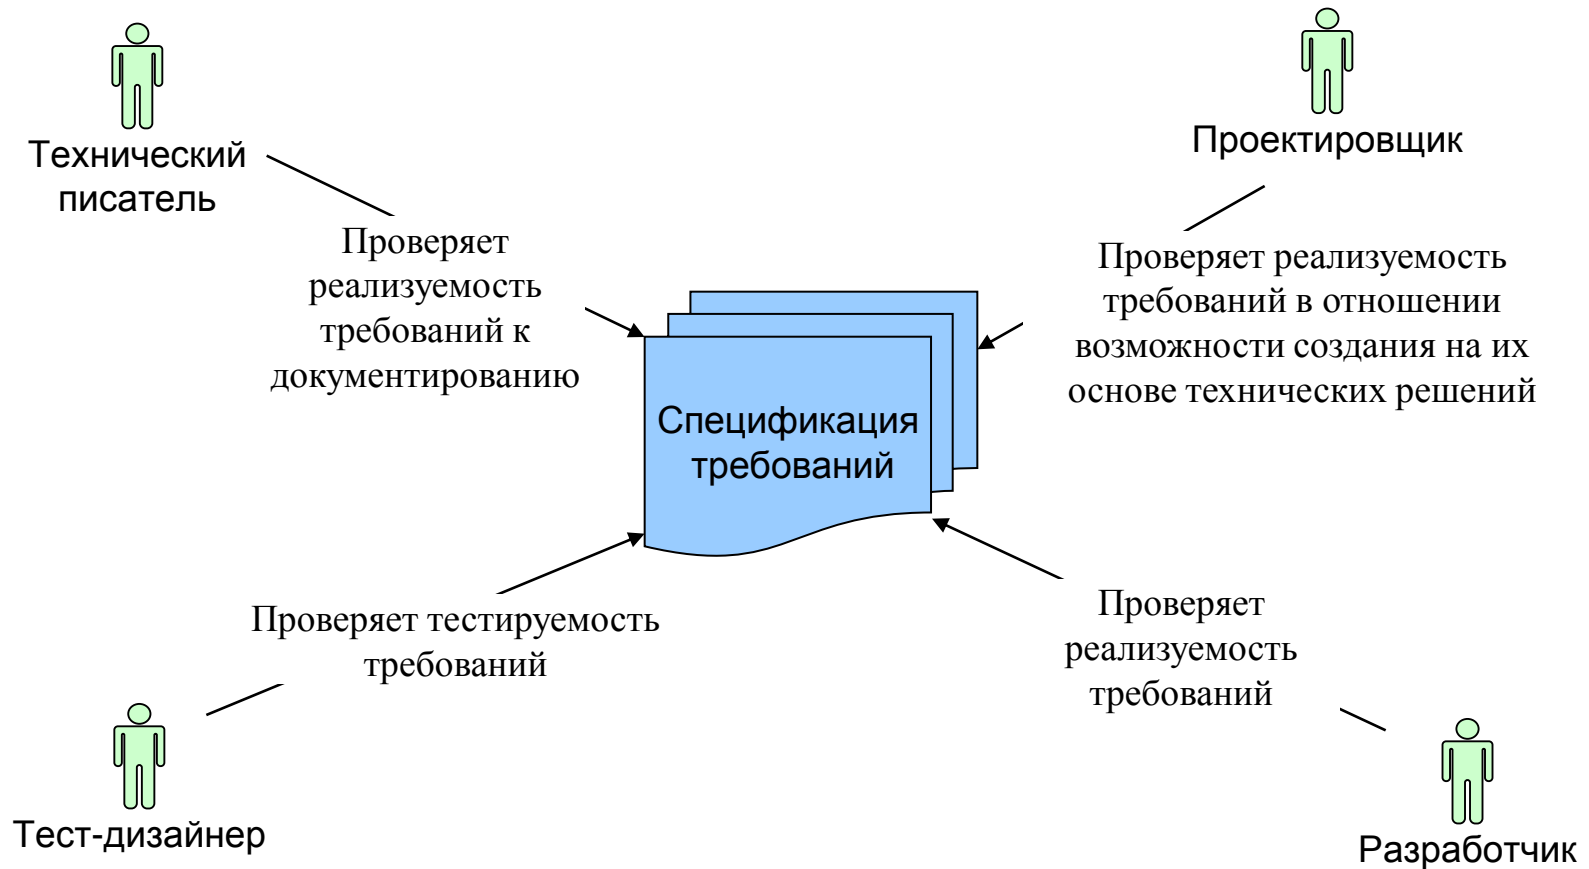 Технический
писатель
Проектировщик
Проверяет
реализуемость
требований к
документированию
Проверяет реализуемость
требований в отношении
возможности создания на их
основе технических решений
Спецификация
требований
Проверяет тестируемость
требований
Проверяет
реализуемость
требований
Тест-дизайнер
Разработчик